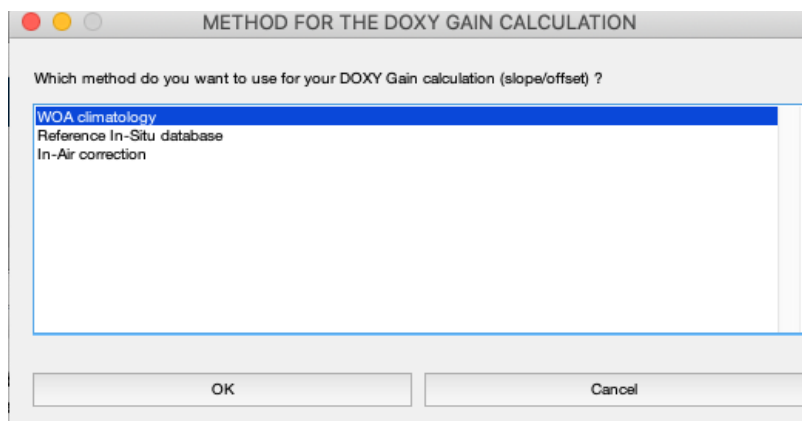 METHOD FOR THE DOXY GAIN CALCULATION
Which method do you want to use for your DOXY Gain calculation (slope/offset) ?
WOA climatology
Reference In-Situ database
In-Air correction
OK
Cancel